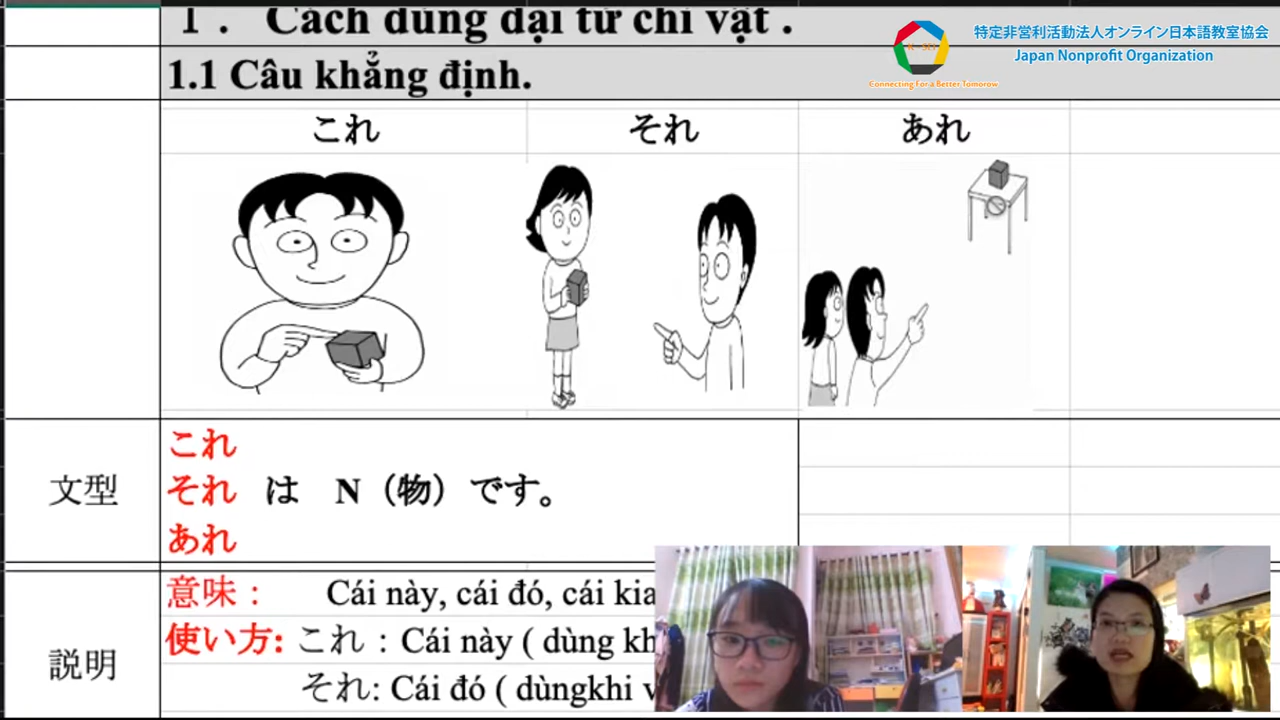 1. Cách dùng đại từ chỉ vật .
特定非営利活動法人オンライン日本語教室協会
Japan Nonprofit Organization
Connecting For a Better Tomorrow
1.1 Câu khẳng định.
これ
それ
あれ
これ
文型
それ は N（物）です。
あれ
意味： Cái này, cái đó, cái kia
説明
使い方: これ：Cái này ( dùng kh
それ: Cái đó ( dùngkhi v